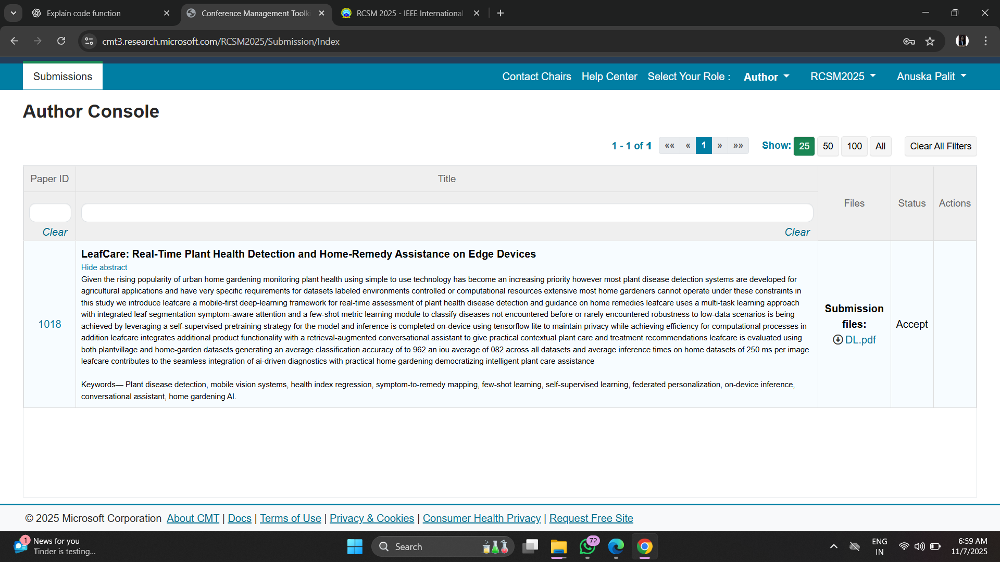 Explain code function
Conference Management Toolk
RCSM 2025 - IEEE International
cmt3.research.microsoft.com/RCSM2025/Submission/Index
Submissions
Contact Chairs Help Center Select Your Role : Author RCSM2025 Anuska Palit
Author Console
1 - 1 of 1 «« « 1 » »» Show: 25 50 100 All Clear All Filters
Paper ID Title Files Status Actions
Clear Clear
LeafCare: Real-Time Plant Health Detection and Home-Remedy Assistance on Edge Devices
Hide abstract
Given the rising popularity of urban home gardening monitoring plant health using simple to use technology has become an increasing priority however most plant disease detection systems are developed for
agricultural applications and have very specific requirements for datasets labeled environments controlled or computational resources extensive most home gardeners cannot operate under these constraints in
this study we introduce leafcare a mobile-first deep-learning framework for real-time assessment of plant health disease detection and guidance on home remedies leafcare uses a multi-task learning approach
with integrated leaf segmentation symptom-aware attention and a few-shot metric learning module to classify diseases not encountered before or rarely encountered robustness to low-data scenarios is being
achieved by leveraging a self-supervised pretraining strategy for the model and inference is completed on-device using tensorflow lite to maintain privacy while achieving efficiency for computational processes in
addition leafcare integrates additional product functionality with a retrieval-augmented conversational assistant to give practical contextual plant care and treatment recommendations leafcare is evaluated using
both plantvillage and home-garden datasets generating an average classification accuracy of to 962 an iou average of 082 across all datasets and average inference times on home datasets of 250 ms per image
leafcare contributes to the seamless integration of ai-driven diagnostics with practical home gardening democratizing intelligent plant care assistance
Keywords— Plant disease detection, mobile vision systems, health index regression, symptom-to-remedy mapping, few-shot learning, self-supervised learning, federated personalization, on-device inference,
conversational assistant, home gardening AI.
1018
Submission
files:
DL.pdf
Accept
© 2025 Microsoft Corporation About CMT | Docs | Terms of Use | Privacy & Cookies | Consumer Health Privacy | Request Free Site
1
News for you
Tinder is testing...
Search
72
ENG
IN
6:59 AM
11/7/2025